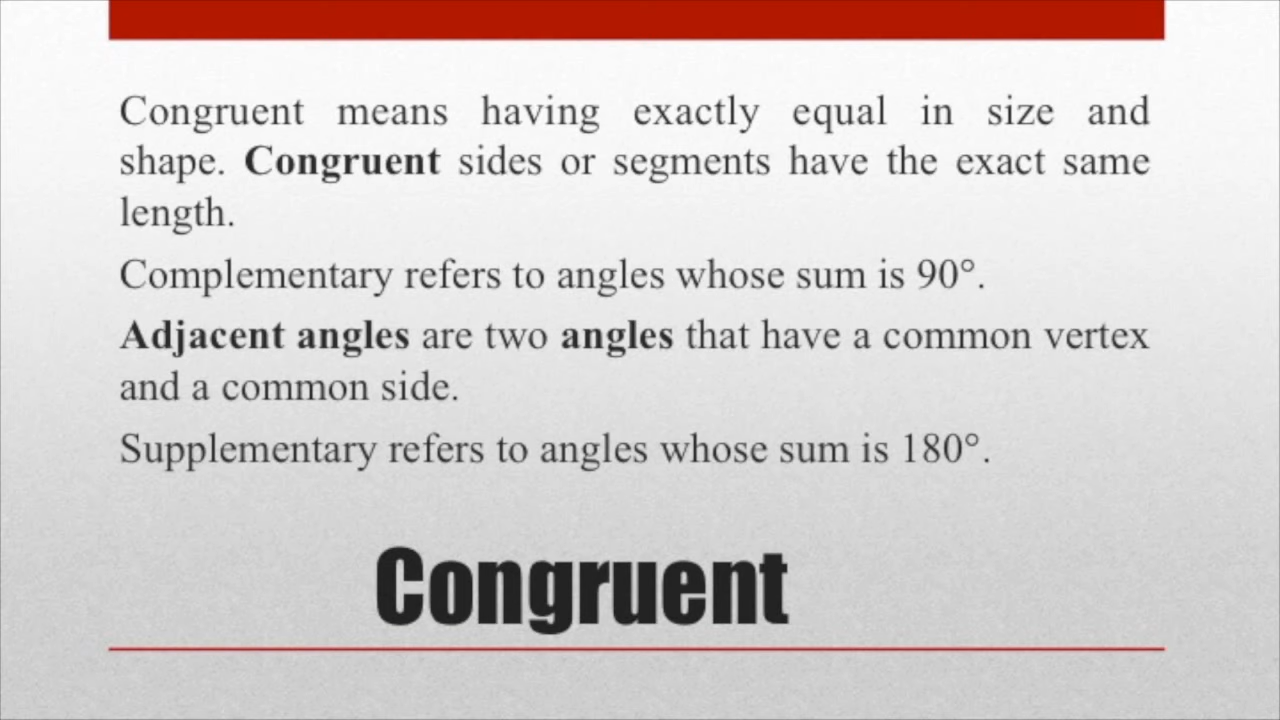 Congruent means having exactly equal in size and
shape. Congruent sides or segments have the exact same
length.
Complementary refers to angles whose sum is 90°.
Adjacent angles are two angles that have a common vertex
and a common side.
Supplementary refers to angles whose sum is 180°.
Congruent